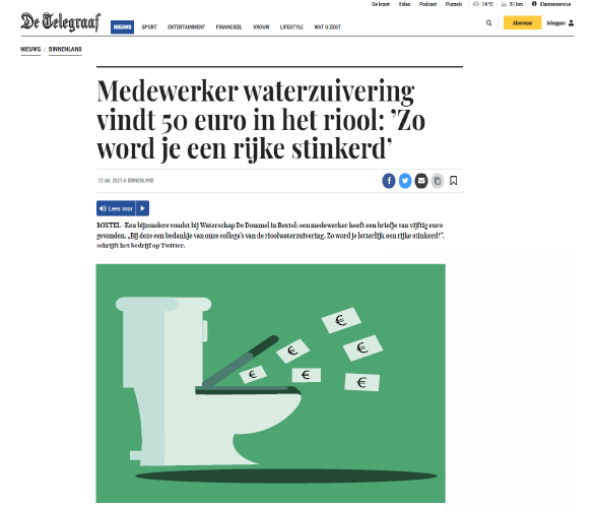 De krant Video Podcast Puzzels 14°C 51 km Klantenservice
De Telegraaf NIEUWS SPORT ENTERTAINMENT FINANCIEEL VROUW LIFESTYLE WAT U ZEGT Abonneer Inloggen
NIEUWS / BINNENLAND
Medewerker waterzuivering
vindt 50 euro in het riool: ’Zo
word je een rijke stinkerd’
12 okt. 2021 in BINNENLAND
Lees voor
BOXTEL - Een bijzondere vondst bij Waterschap De Dommel in Boxtel: een medewerker heeft een briefje van vijftig euro
gevonden. „Bij deze een bedankje van onze collega’s van de rioolwaterzuivering. Zo word je letterlijk een rijke stinkerd!”,
schrijft het bedrijf op Twitter.
€
€
€
€
€
€